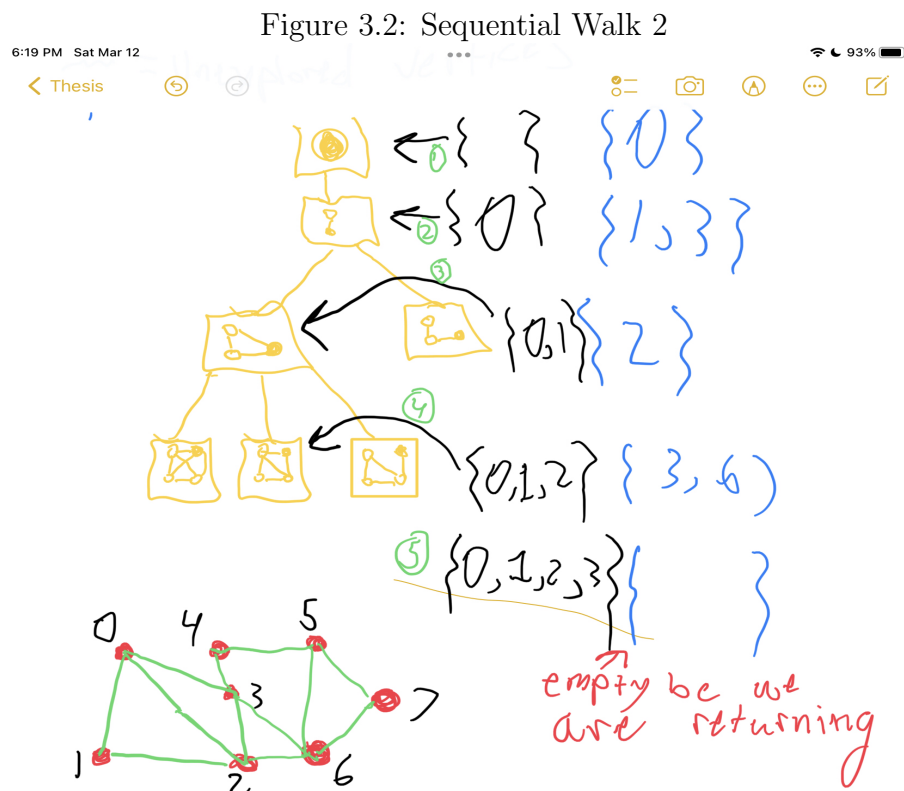 Figure 3.2: Sequential Walk 2
6:19 PM Sat Mar 12
93%
Thesis
1 { } {0}
2 {0} {1, 3}
3
{0,1} { 2 }
4
{0,1,2} { 3, 6 )
5 {0, 1, 2, 3} { }
empty bc we
are returning
0 4 5
3 7
1 2 6